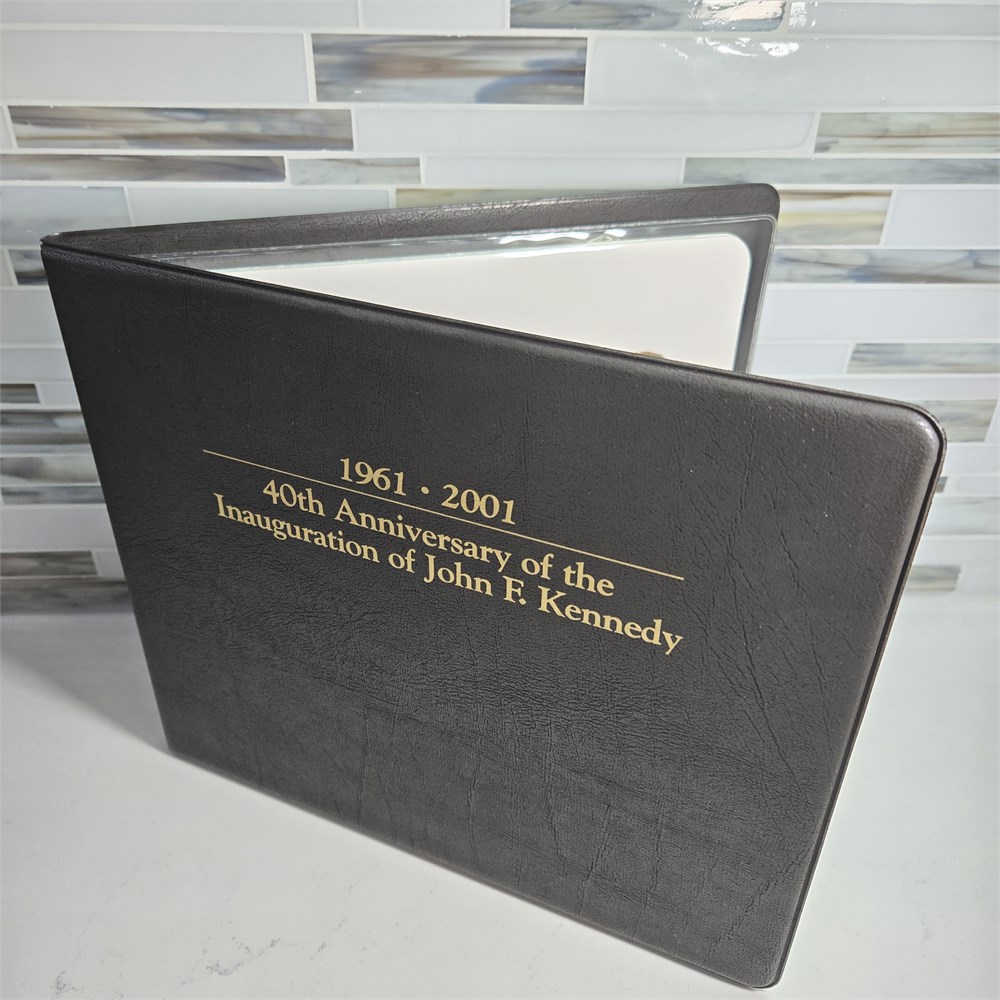 1961 · 2001
40th Anniversary of the
Inauguration of John F. Kennedy